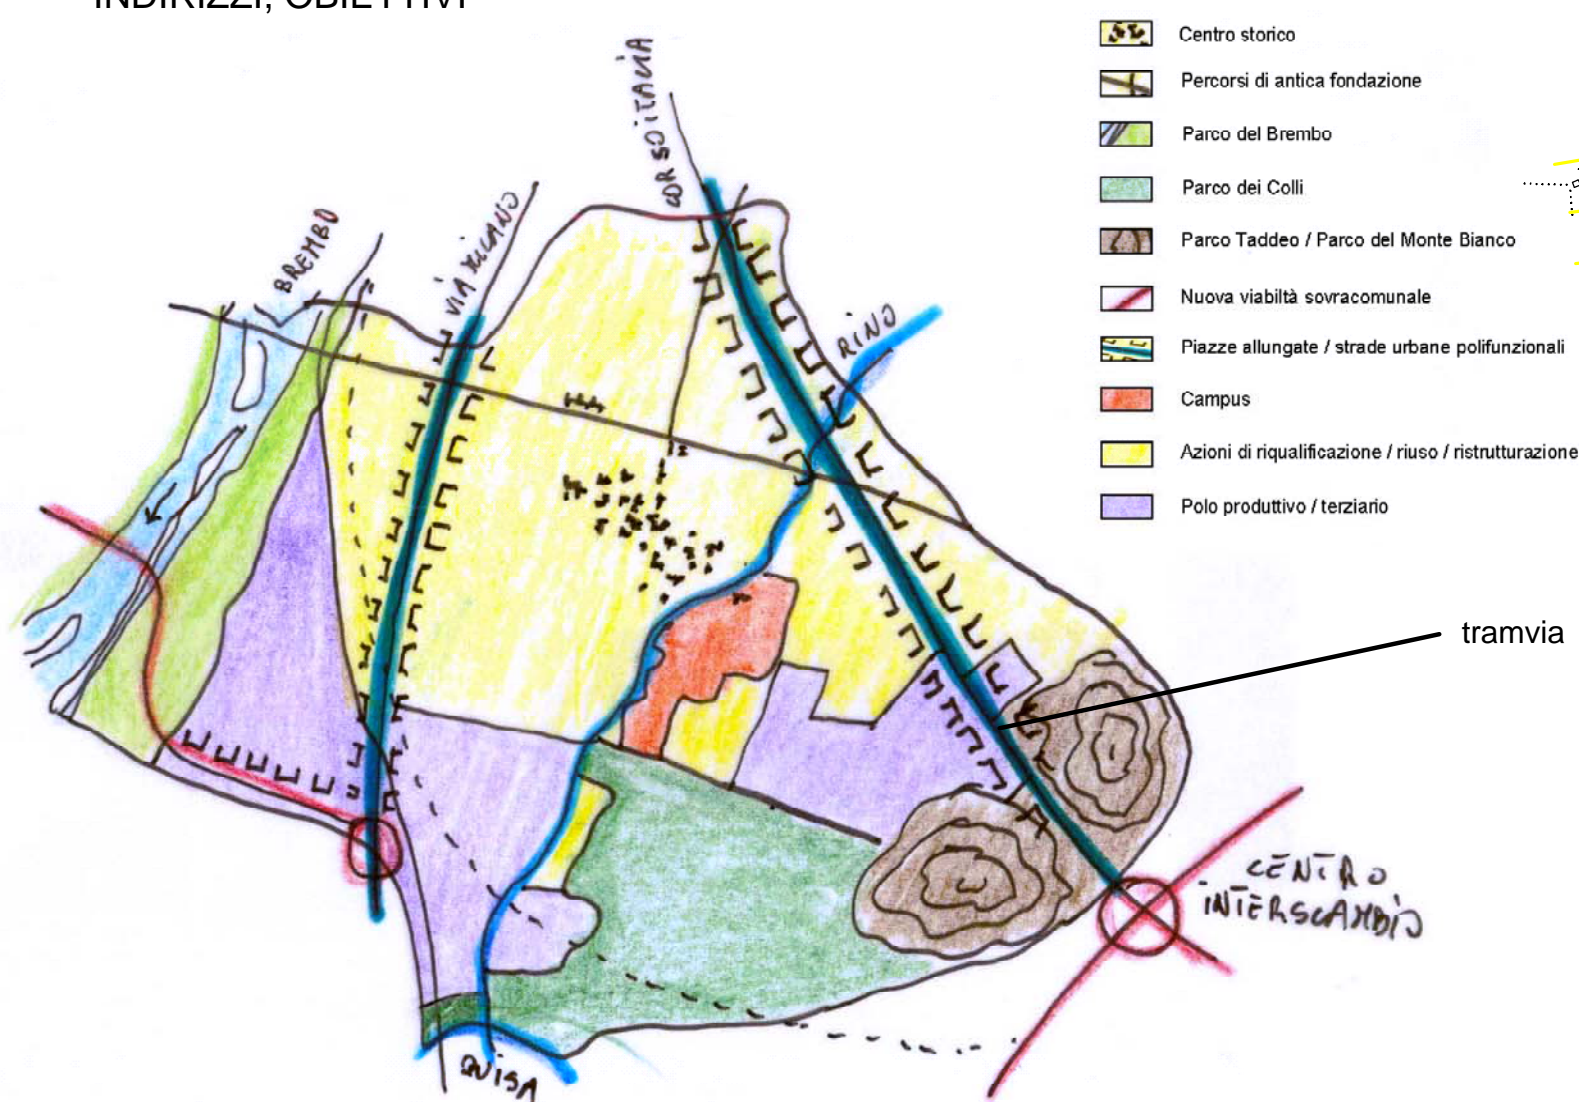 INDIRIZZI, OBIETTIVI
Centro storico
Percorsi di antica fondazione
Parco del Brembo
Parco dei Colli
Parco Taddeo / Parco del Monte Bianco
Nuova viabiltà sovracomunale
Piazze allungate / strade urbane polifunzionali
Campus
Azioni di riqualificazione / riuso / ristrutturazione
Polo produttivo / terziario
BREMBO
VIA MILANO
CORSO ITALIA
RINO
tramvia
CENTRO
INTERSCAMBIO
QUISA